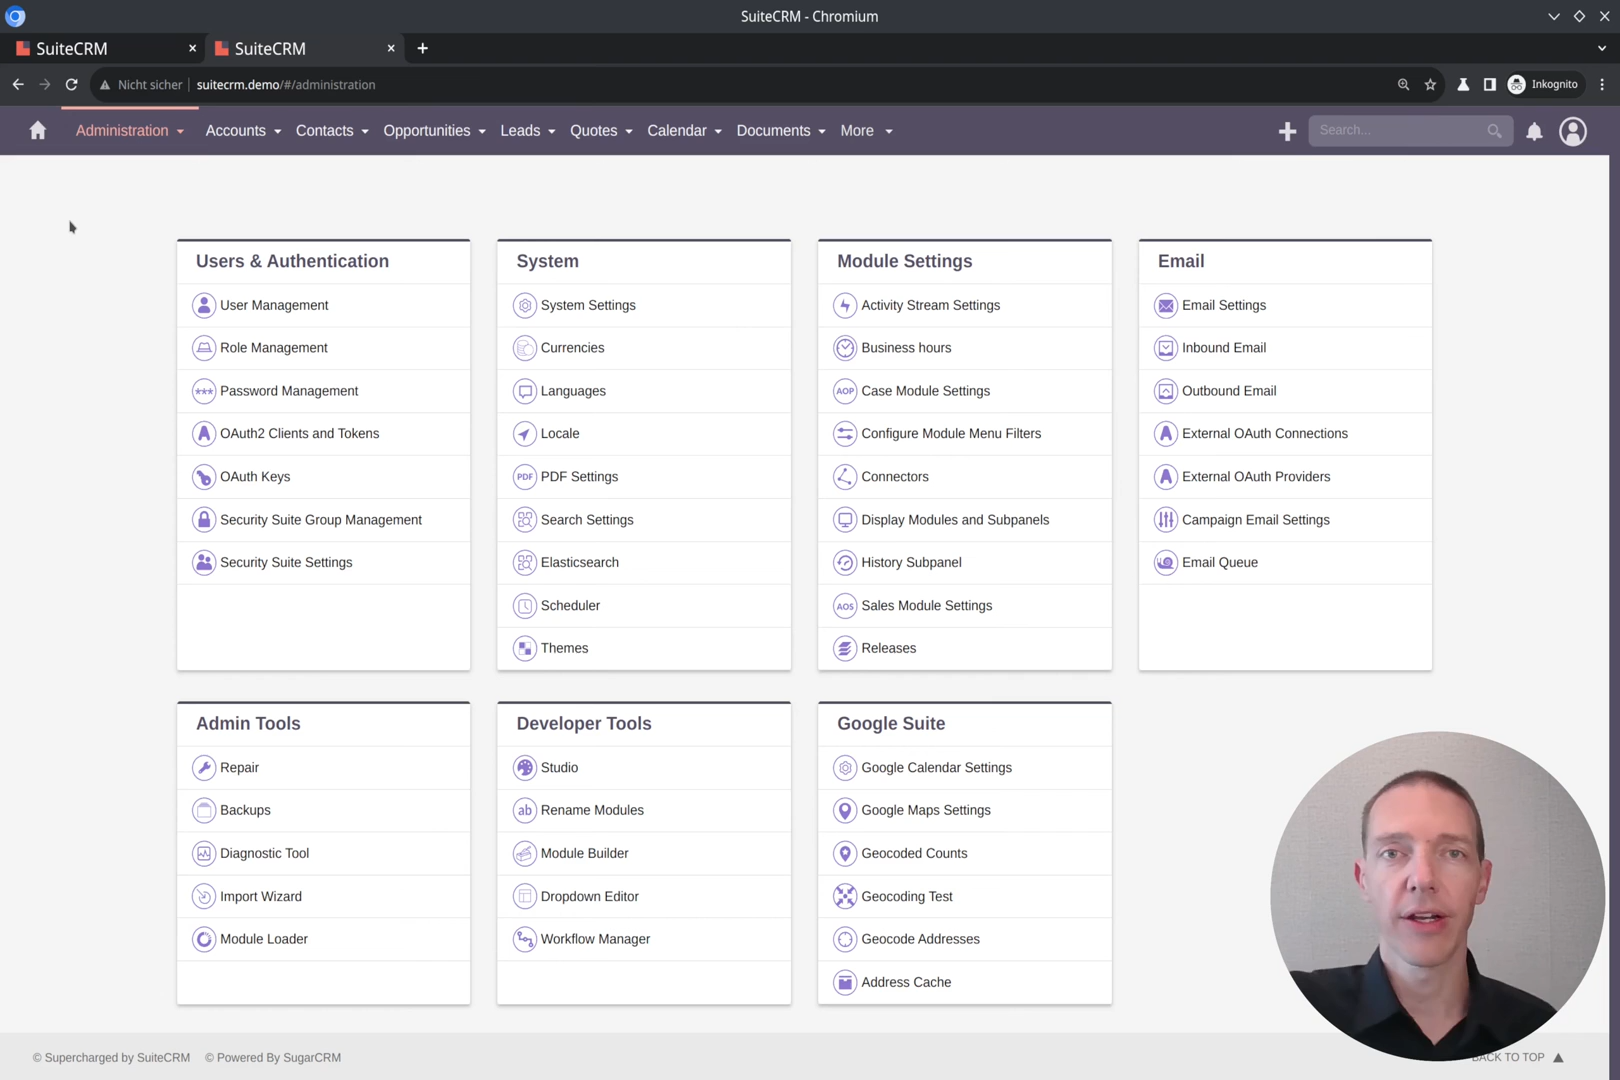 SuiteCRM - Chromium
SuiteCRM
SuiteCRM
Nicht sicher
suitecrm.demo/#/administration
Inkognito
Administration
Accounts
Contacts
Opportunities
Leads
Quotes
Calendar
Documents
More
Search...
Users & Authentication
User Management
Role Management
*** Password Management
OAuth2 Clients and Tokens
OAuth Keys
Security Suite Group Management
Security Suite Settings
System
System Settings
Currencies
Languages
Locale
PDF PDF Settings
Search Settings
Elasticsearch
Scheduler
Themes
Module Settings
Activity Stream Settings
Business hours
AOP Case Module Settings
Configure Module Menu Filters
Connectors
Display Modules and Subpanels
History Subpanel
AOS Sales Module Settings
Releases
Email
Email Settings
Inbound Email
Outbound Email
External OAuth Connections
External OAuth Providers
Campaign Email Settings
Email Queue
Admin Tools
Repair
Backups
Diagnostic Tool
Import Wizard
Module Loader
Developer Tools
Studio
ab Rename Modules
Module Builder
Dropdown Editor
Workflow Manager
Google Suite
Google Calendar Settings
Google Maps Settings
Geocoded Counts
Geocoding Test
Geocode Addresses
Address Cache
© Supercharged by SuiteCRM
© Powered By SugarCRM
BACK TO TOP